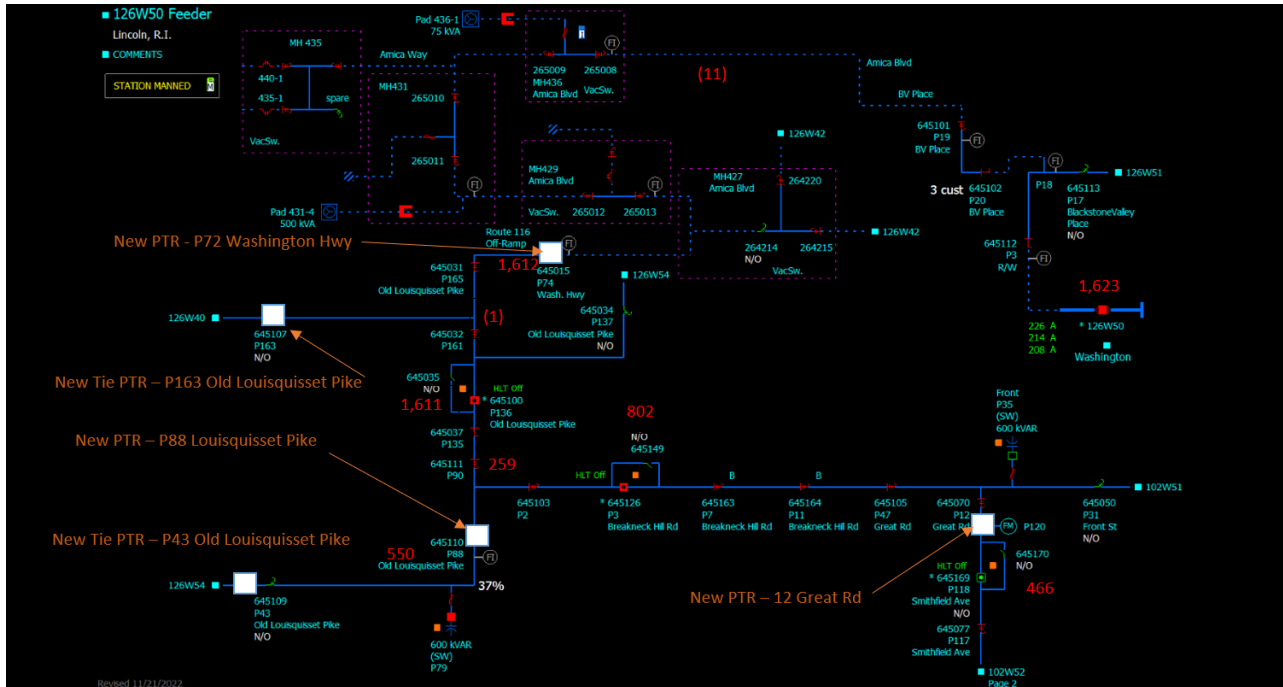 126W50 Feeder
Lincoln, R.I.
COMMENTS
STATION MANNED
M
MH 435
440-1
435-1
spare
VacSw.
Amica Way
Pad 436-1
75 kVA
FI
265009
265008
MH436
Amica Blvd
VacSw.
(11)
Amica Blvd
BV Place
MH431
265010
265011
FI
Pad 431-4
500 kVA
MH429
Amica Blvd
FI
VacSw.
265012
265013
126W42
MH427
Amica Blvd
264220
264214
N/O
264215
VacSw.
126W42
645101
P19
BV Place
FI
3 cust
645102
P20
BV Place
FI
P18
645113
P17
BlackstoneValley
Place
N/O
126W51
645112
P3
R/W
FI
1,623
226 A
214 A
208 A
* 126W50
Washington
New PTR - P72 Washington Hwy
Route 116
Off-Ramp
FI
1,612
645015
P74
Wash. Hwy
645031
P165
Old Louisquisset Pike
126W54
645034
P137
Old Louisquisset Pike
N/O
126W40
645107
P163
N/O
(1)
645032
P161
New Tie PTR – P163 Old Louisquisset Pike
645035
N/O
HLT Off
1,611
* 645100
P136
Old Louisquisset Pike
New PTR – P88 Louisquisset Pike
645037
P135
645111
P90
259
802
N/O
645149
HLT Off
645103
P2
* 645126
P3
Breakneck Hill Rd
B
645163
P7
Breakneck Hill Rd
B
645164
P11
Breakneck Hill Rd
645105
P47
Great Rd
Front
P35
(SW)
600 kVAR
645070
P12
Great Rd
645050
P31
Front St
N/O
102W51
FM
P120
New Tie PTR – P43 Old Louisquisset Pike
645110
P88
Old Louisquisset Pike
FI
550
37%
126W54
645109
P43
Old Louisquisset Pike
N/O
600 kVAR
(SW)
P79
645170
N/O
HLT Off
* 645169
P118
Smithfield Ave
N/O
466
New PTR – 12 Great Rd
645077
P117
Smithfield Ave
102W52
Page 2
Revised 11/21/2022